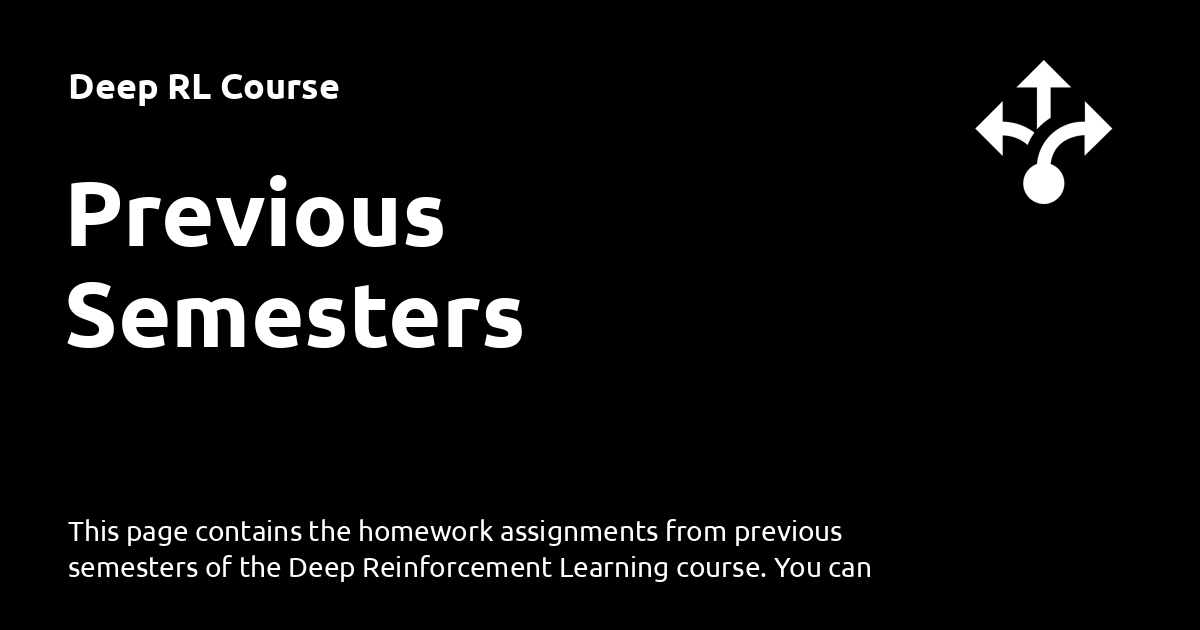 Deep RL Course
Previous
Semesters
This page contains the homework assignments from previous
semesters of the Deep Reinforcement Learning course. You can